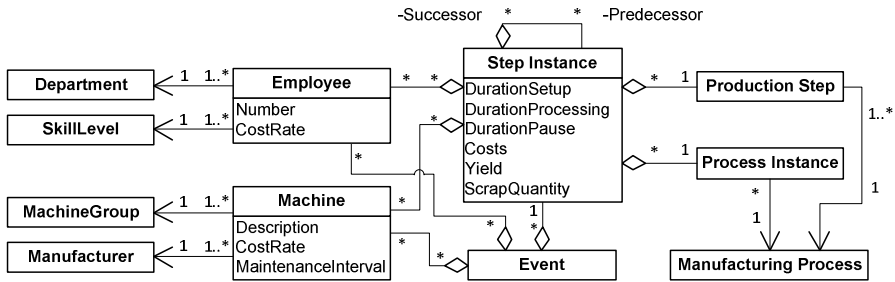 -Successor * * -Predecessor
Step Instance
DurationSetup
DurationProcessing
DurationPause
Costs
Yield
ScrapQuantity
Department 1 1..* Employee * *
Number
CostRate
SkillLevel 1 1..*
*
* 1 Production Step
1..*
1
* 1 Process Instance
*
1
Manufacturing Process
* *
MachineGroup 1 1..* Machine
Description
CostRate
MaintenanceInterval
Manufacturer 1 1..*
* *
*
1
*
Event